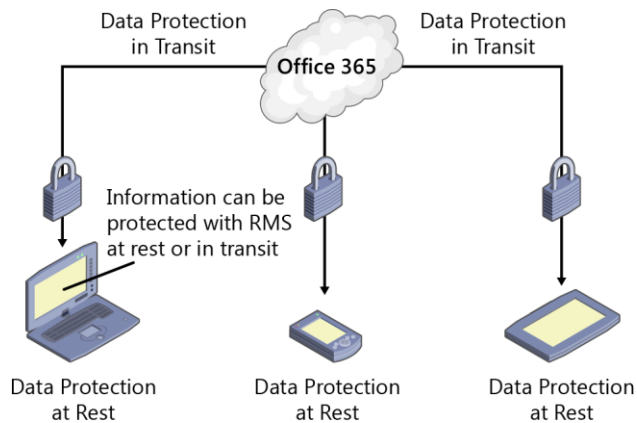 Data Protection
in Transit
Office 365
Data Protection
in Transit
Information can be
protected with RMS
at rest or in transit
Data Protection
at Rest
Data Protection
at Rest
Data Protection
at Rest